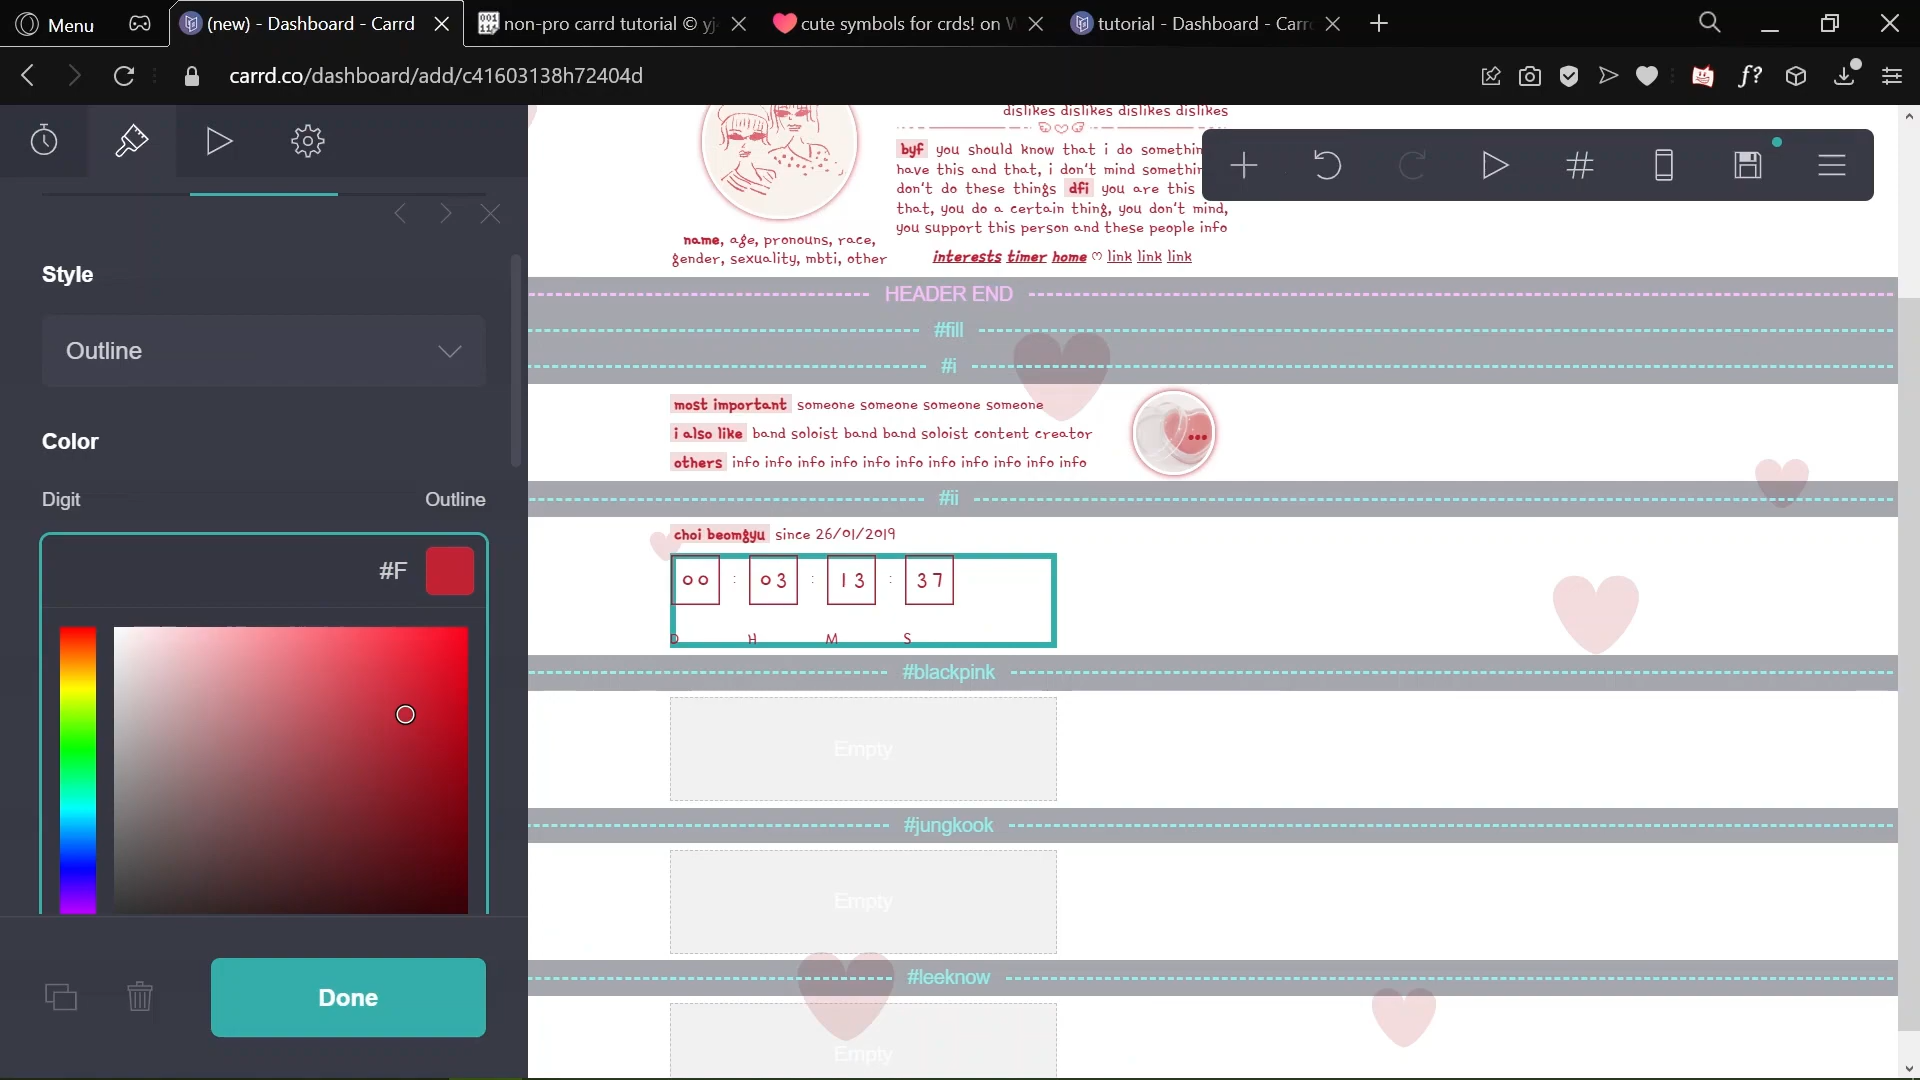 Menu
(new) - Dashboard - Carrd
non-pro carrd tutorial © yj
cute symbols for crds! on W
tutorial - Dashboard - Carr
carrd.co/dashboard/add/c41603138h72404d
Style
Outline
Color
Digit
Outline
#F
Done
dislikes dislikes dislikes dislikes
byf you should know that i do somethin
have this and that, i don't mind somethin
don't do these things dfi you are this
that, you do a certain thing, you don't mind,
you support this person and these people info
name, age, pronouns, race,
gender, sexuality, mbti, other
interests timer home ♡ link link link
HEADER END
#fill
#i
most important someone someone someone someone
i also like band soloist band band soloist content creator
others info info info info info info info info info info info
#ii
choi beomgyu since 26/01/2019
00 : 03 : 13 : 37
D H M S
#blackpink
Empty
#jungkook
Empty
#leeknow
Empty